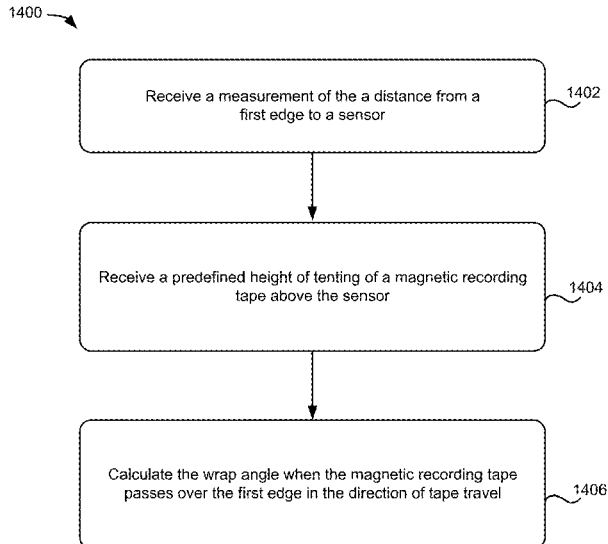 1400
Receive a measurement of the a distance from a
first edge to a sensor
1402
Receive a predefined height of tenting of a magnetic recording
tape above the sensor
1404
Calculate the wrap angle when the magnetic recording tape
passes over the first edge in the direction of tape travel
1406